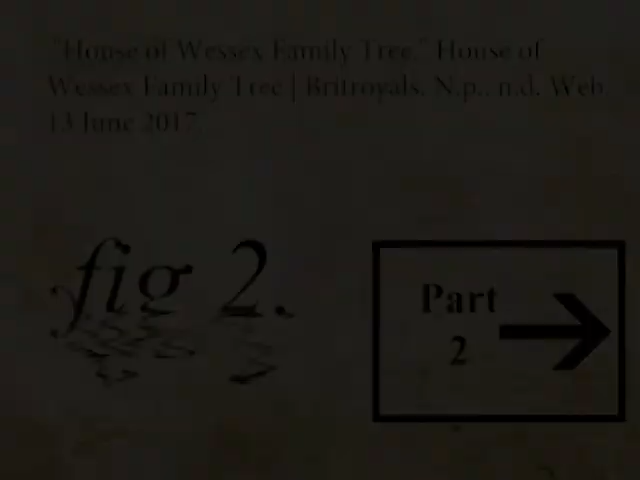 "House of Wessex Family Tree." House of
Wessex Family Tree | Britroyals. N.p., n.d. Web.
13 June 2017.
fig 2.
Part
2